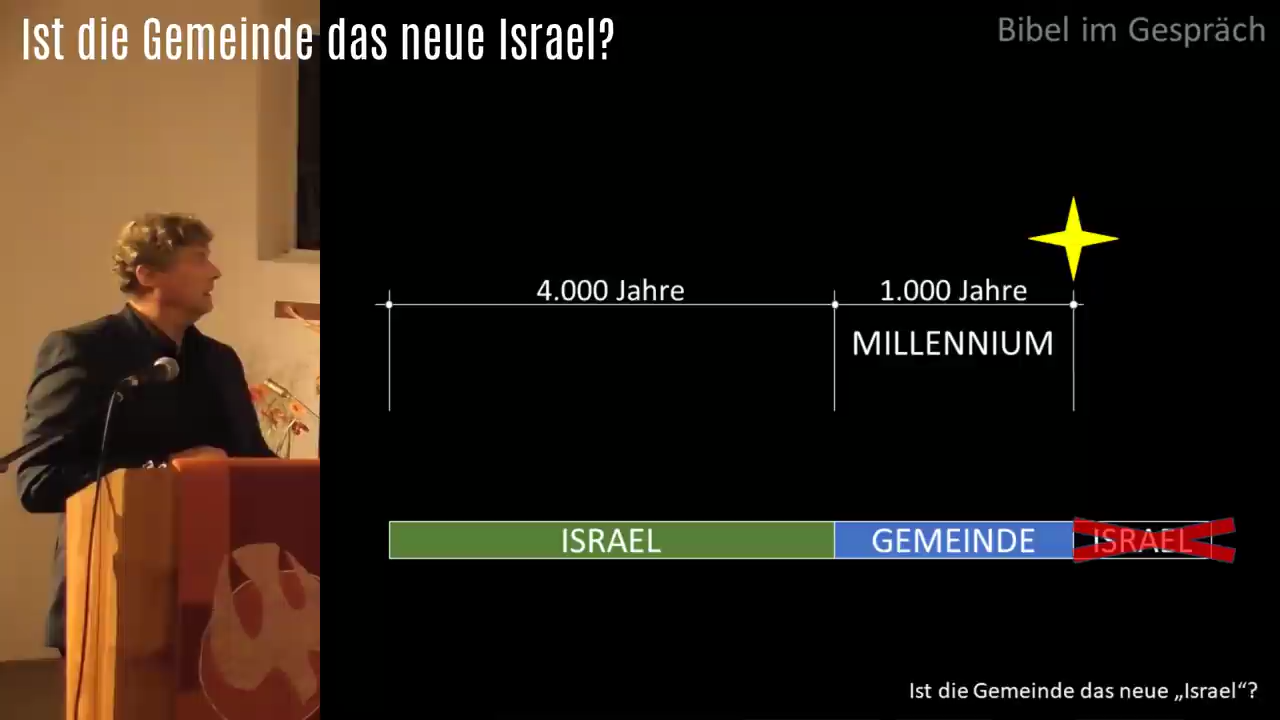 Ist die Gemeinde das neue Israel?
Bibel im Gespräch
4.000 Jahre
1.000 Jahre
MILLENNIUM
ISRAEL
GEMEINDE
ISRAEL
Ist die Gemeinde das neue „Israel“?